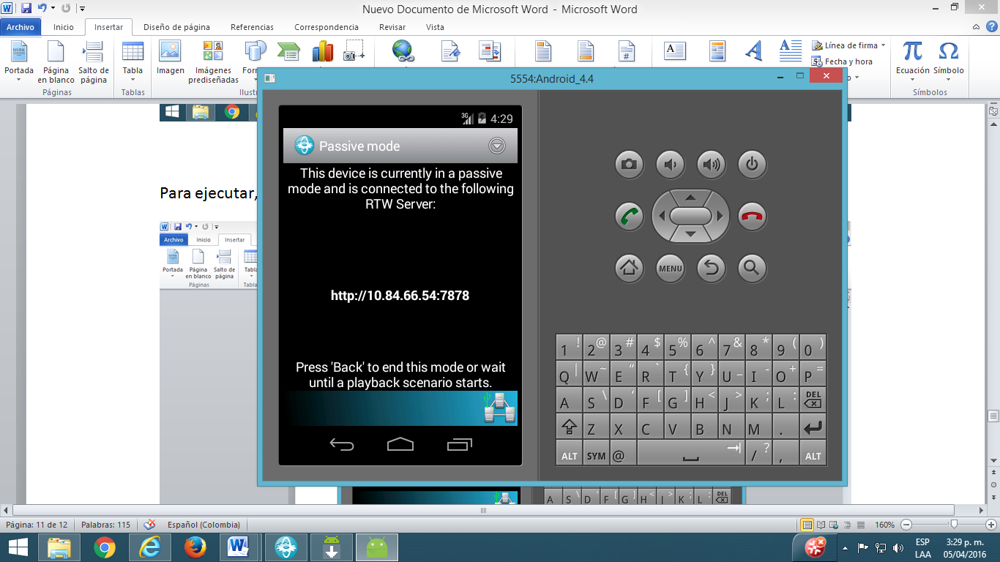 Nuevo Documento de Microsoft Word - Microsoft Word
Archivo Inicio Insertar Diseño de página Referencias Correspondencia Revisar Vista
Portada
Página en blanco
Salto de página
Tabla
Imagen
Imágenes prediseñadas
Línea de firma
Fecha y hora
Ecuación
Símbolo
Páginas
Tablas
Símbolos
5554:Android_4.4
3G 4:29
Passive mode
This device is currently in a passive
mode and is connected to the following
RTW Server:
http://10.84.66.54:7878
Press 'Back' to end this mode or wait
until a playback scenario starts.
MENU
1 ! 2 @ 3 # 4 $ 5 % 6 ^ 7 & 8 * 9 ( 0 )
Q | W ~ E “ R ` T { Y } U _ I - O + P =
A S \ D ‘ F [ G ] H < J > K ; L : DEL
Z X C V B N M .
ALT SYM @ / ? , ALT
Para ejecutar,
Archivo Inicio Insertar
Portada
Página en blanco
Salto de página
Tabla
Páginas
Tabla
A S \ D ‘ F [ G ] H < J > K ; L : DEL
Página: 11 de 12 Palabras: 115 Español (Colombia) 160%
ESP 3:29 p. m.
LAA 05/04/2016